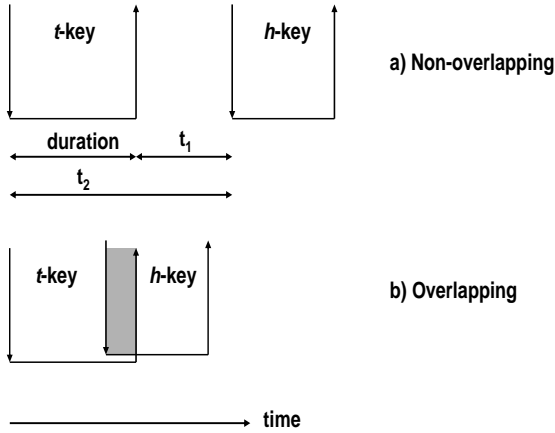 t-key
h-key
a) Non-overlapping
duration
t1
t2
t-key
h-key
b) Overlapping
time